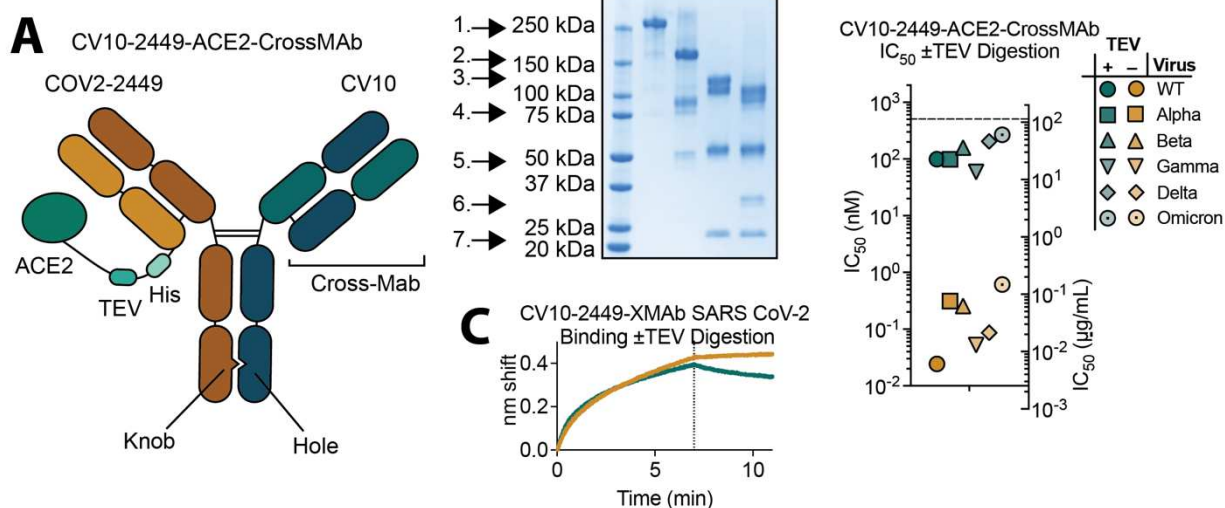 A
CV10-2449-ACE2-CrossMAb
COV2-2449
CV10
ACE2
TEV
His
Cross-Mab
Knob
Hole
1. 250 kDa
2. 150 kDa
3. 100 kDa
4. 75 kDa
5. 50 kDa
37 kDa
6. 25 kDa
7. 20 kDa
C
CV10-2449-XMAb SARS CoV-2
Binding ±TEV Digestion
nm shift
0.4
0.2
0.0
0 5 10
Time (min)
CV10-2449-ACE2-CrossMAb
IC50 ±TEV Digestion
IC50 (nM)
10³
10²
10¹
10⁰
10⁻¹
10⁻²
10²
10¹
10⁰
10⁻¹
10⁻²
10⁻³
IC50 (µg/mL)
TEV
+ – Virus
WT
Alpha
Beta
Gamma
Delta
Omicron